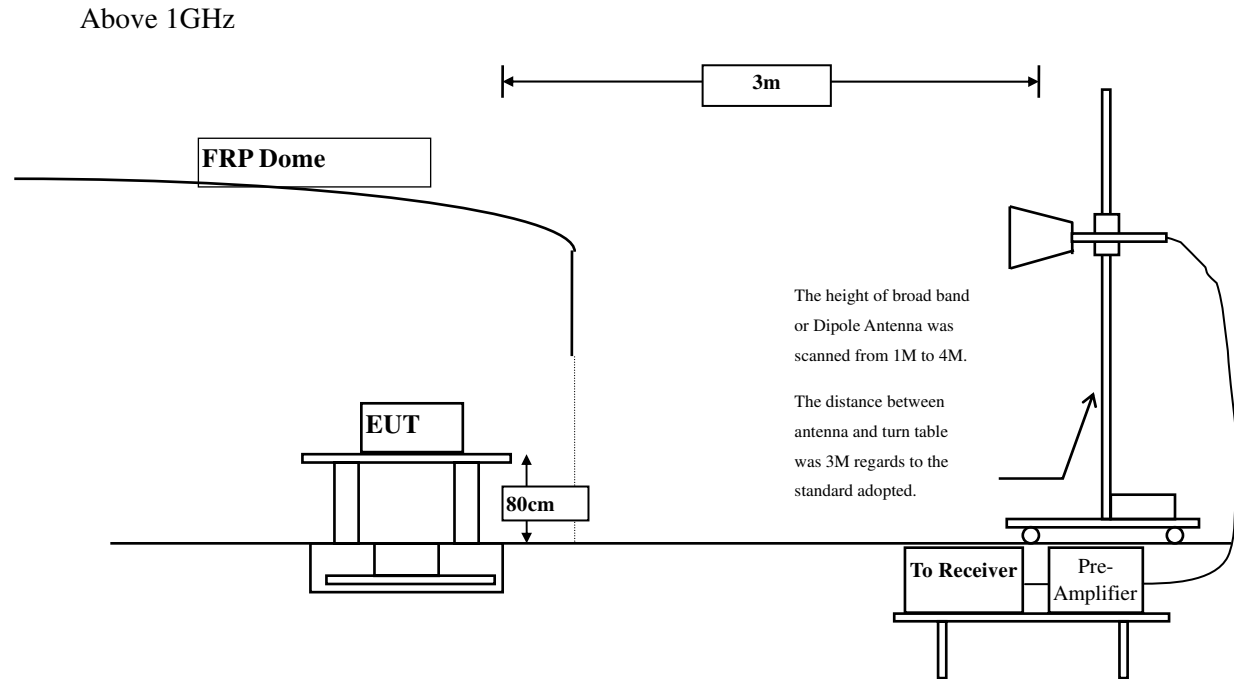 Above 1GHz
3m
FRP Dome
The height of broad band
or Dipole Antenna was
scanned from 1M to 4M.
The distance between
antenna and turn table
was 3M regards to the
standard adopted.
EUT
80cm
To Receiver
Pre-
Amplifier